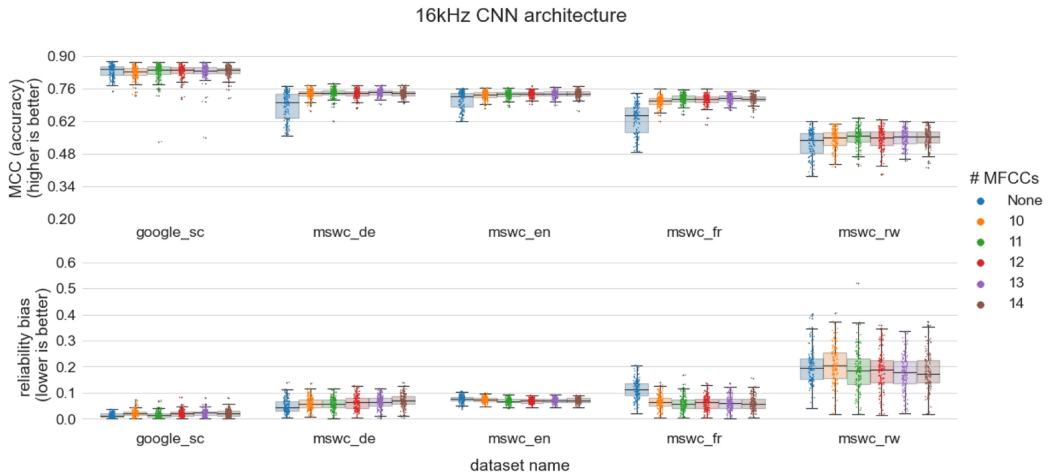 16kHz CNN architecture
MCC (accuracy)
(higher is better)
0.90
0.76
0.62
0.48
0.34
0.20
google_sc mswc_de mswc_en mswc_fr mswc_rw
# MFCCs
None
10
11
12
13
14
reliability bias
(lower is better)
0.6
0.5
0.4
0.3
0.2
0.1
0.0
google_sc mswc_de mswc_en mswc_fr mswc_rw
dataset name